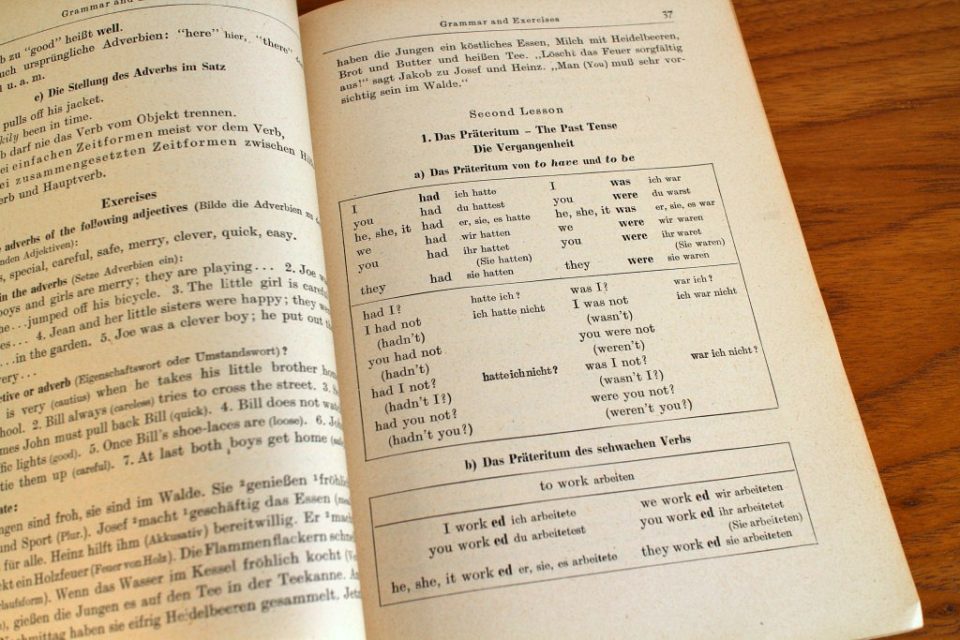 Grammar and
b zu "good" heißt well.
uch ursprüngliche Adverbien: "here" hier, "there"
l u. a. m.
e) Die Stellung des Adverbs im Satz
pulls off his jacket.
kily been in time.
b darf nie das Verb vom Objekt trennen.
ei einfachen Zeitformen meist vor dem Verb,
ei zusammengesetzten Zeitformen zwischen
erb und Hauptverb.
Exercises
adverbs of the following adjectives (Bilde die Adverbien zu
nden Adjektiven):
s, special, careful, safe, merry, clever, quick, easy.
in the adverbs (Setze Adverbien ein):
boys and girls are merry; they are playing... 2. Joe
he...jumped off his bicycle. 3. The little girl is
es... 4. Jean and her little sisters were happy; they
...in the garden. 5. Joe was a clever boy; he put out
very...
tive or adverb (Eigenschaftswort oder Umstandswort)?
is very (cautius) when he takes his little brother
hool. 2. Bill always (careless) tries to cross the street. 3.
mes John must pull back Bill (quick). 4. Bill does not
fic lights (good). 5. Once Bill's shoe-laces are (loose). 6.
tie them up (careful). 7. At last both boys get home
ate:
ngen sind froh, sie sind im Walde. Sie ²genießen ¹fröhli
und Sport (Plur.). Josef ²macht ¹geschäftig das Essen
für alle. Heinz hilft ihm (Akkusativ) bereitwillig. Er ²mac
ckt ein Holzfeuer (Feuer von Holz). Die Flammen flackern
laufsform). Wenn das Wasser im Kessel fröhlich kocht
), gießen die Jungen es auf den Tee in der Teekanne.
Nachmittag haben sie eifrig Heidelbeeren gesammelt. Jetz
Grammar and Exercises 37
haben die Jungen ein köstliches Essen, Milch mit Heidelbeeren,
Brot und Butter und heißen Tee. „Löscht das Feuer sorgfältig
aus!“ sagt Jakob zu Josef und Heinz. „Man (You) muß sehr vor-
sichtig sein im Walde.“
Second Lesson
1. Das Präteritum – The Past Tense
Die Vergangenheit
a) Das Präteritum von to have und to be
I had ich hatte I was ich war
you had du hattest you were du warst
he, she, it had er, sie, es hatte he, she, it was er, sie, es war
we had wir hatten we were wir waren
you had ihr hattet you were ihr waret
(Sie hatten) (Sie waren)
they had sie hatten they were sie waren
had I? hatte ich? was I? war ich?
I had not ich hatte nicht I was not ich war nicht
(hadn't) (wasn't)
you had not you were not
(hadn't) (weren't)
had I not? hatte ich nicht? was I not? war ich nicht?
(hadn't I?) (wasn't I?)
had you not? were you not?
(hadn't you?) (weren't you?)
b) Das Präteritum des schwachen Verbs
to work arbeiten
I work ed ich arbeitete we work ed wir arbeiteten
you work ed du arbeitetest you work ed ihr arbeitetet
(Sie arbeiteten)
he, she, it work ed er, sie, es arbeitete they work ed sie arbeiteten